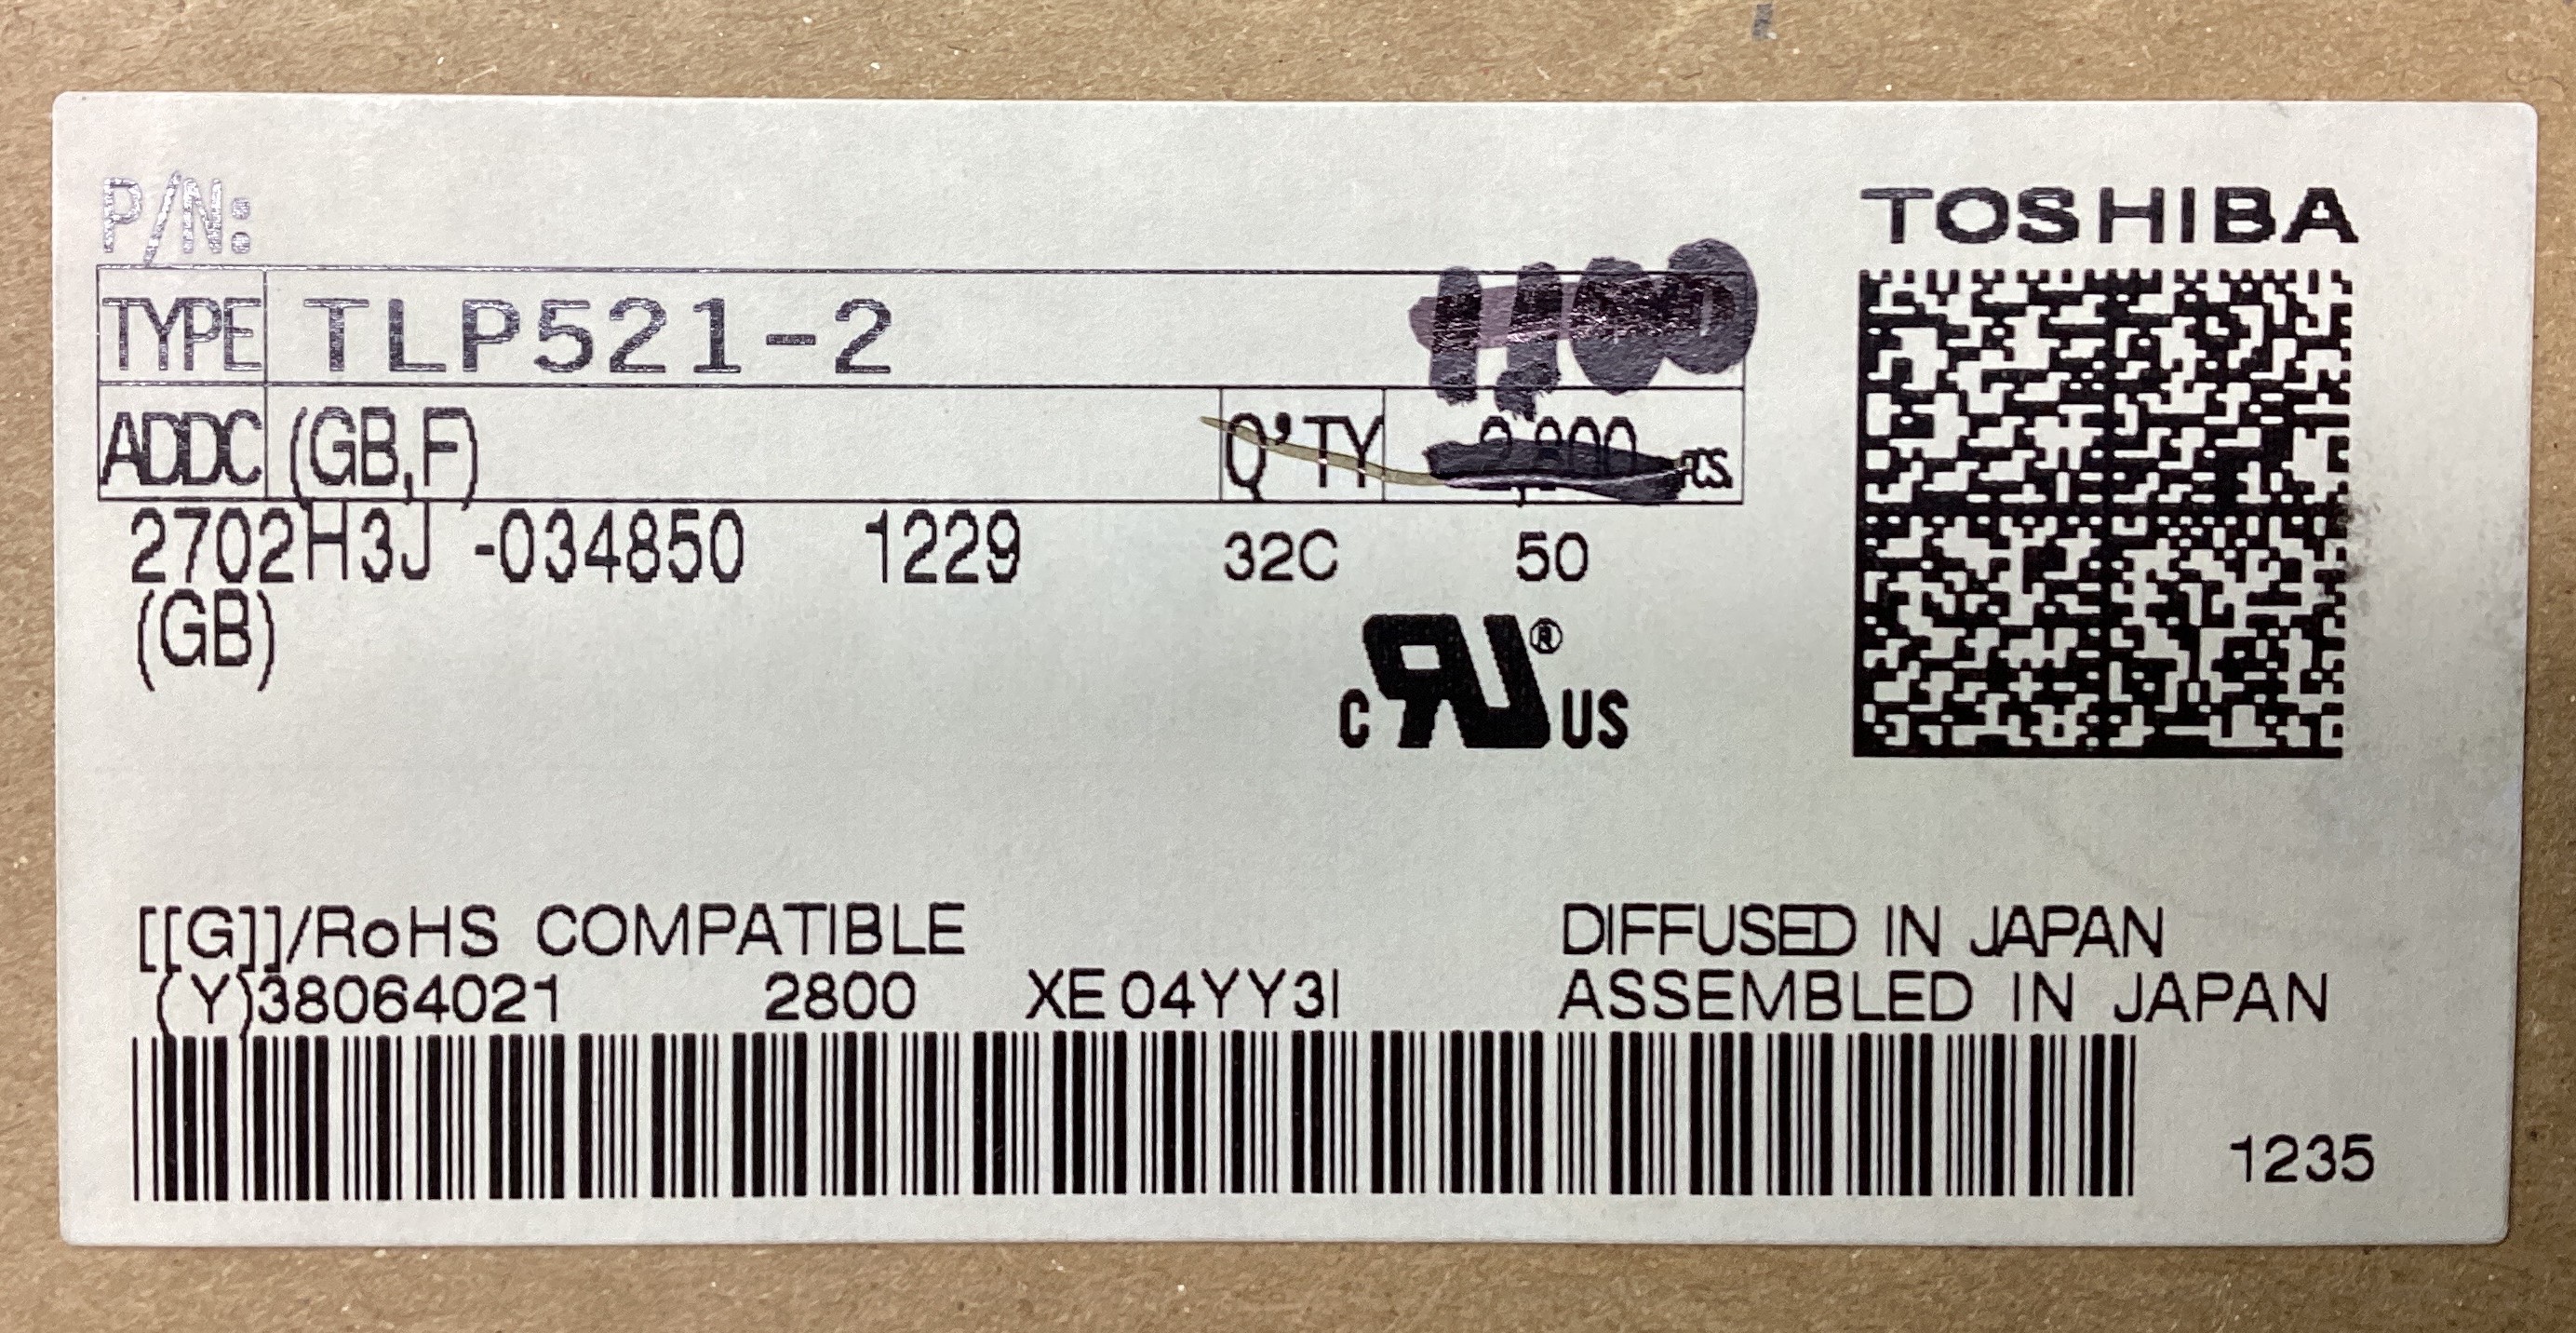 P/N:
TOSHIBA
TYPE TLP521-2
ADDC (GB,F) Q'TY
2702H3J -034850 1229 32C 50
(GB)
C RU® US
[[G]]/RoHS COMPATIBLE DIFFUSED IN JAPAN
(Y)38064021 2800 XE04YY3I ASSEMBLED IN JAPAN
1235